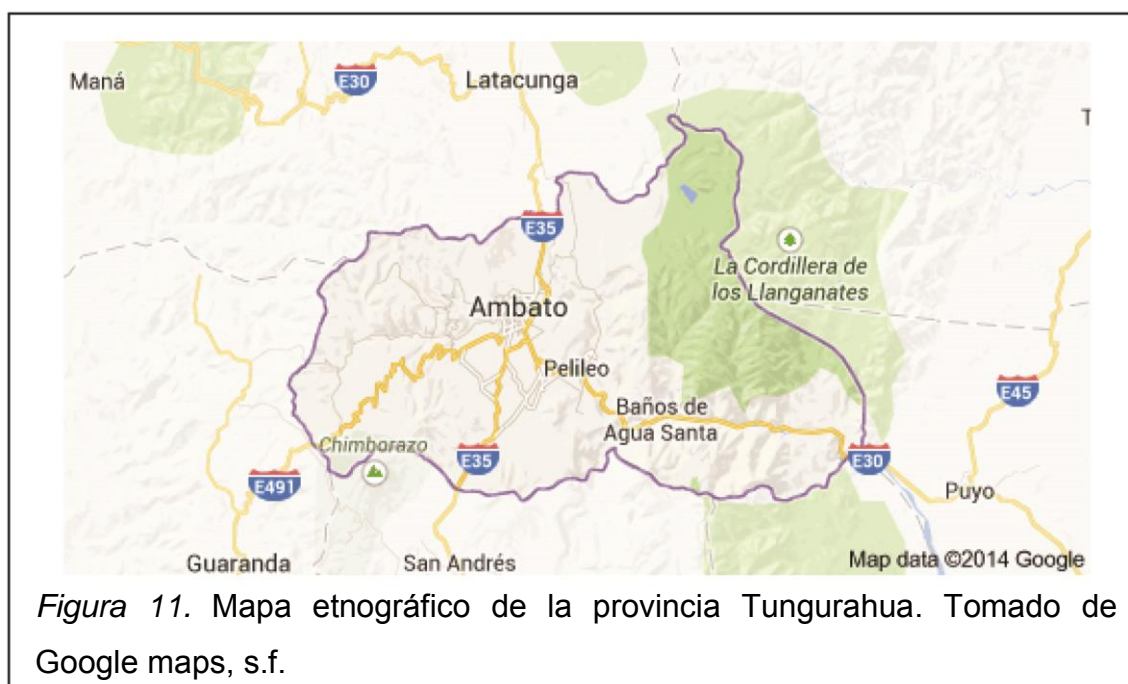 Maná
E30
Latacunga
T
E35
La Cordillera de
los Llanganates
Ambato
Pelileo
E45
Baños de
Agua Santa
Chimborazo
E35
E30
E491
Puyo
Guaranda
San Andrés
Map data ©2014 Google
Figura 11. Mapa etnográfico de la provincia Tungurahua. Tomado de
Google maps, s.f.